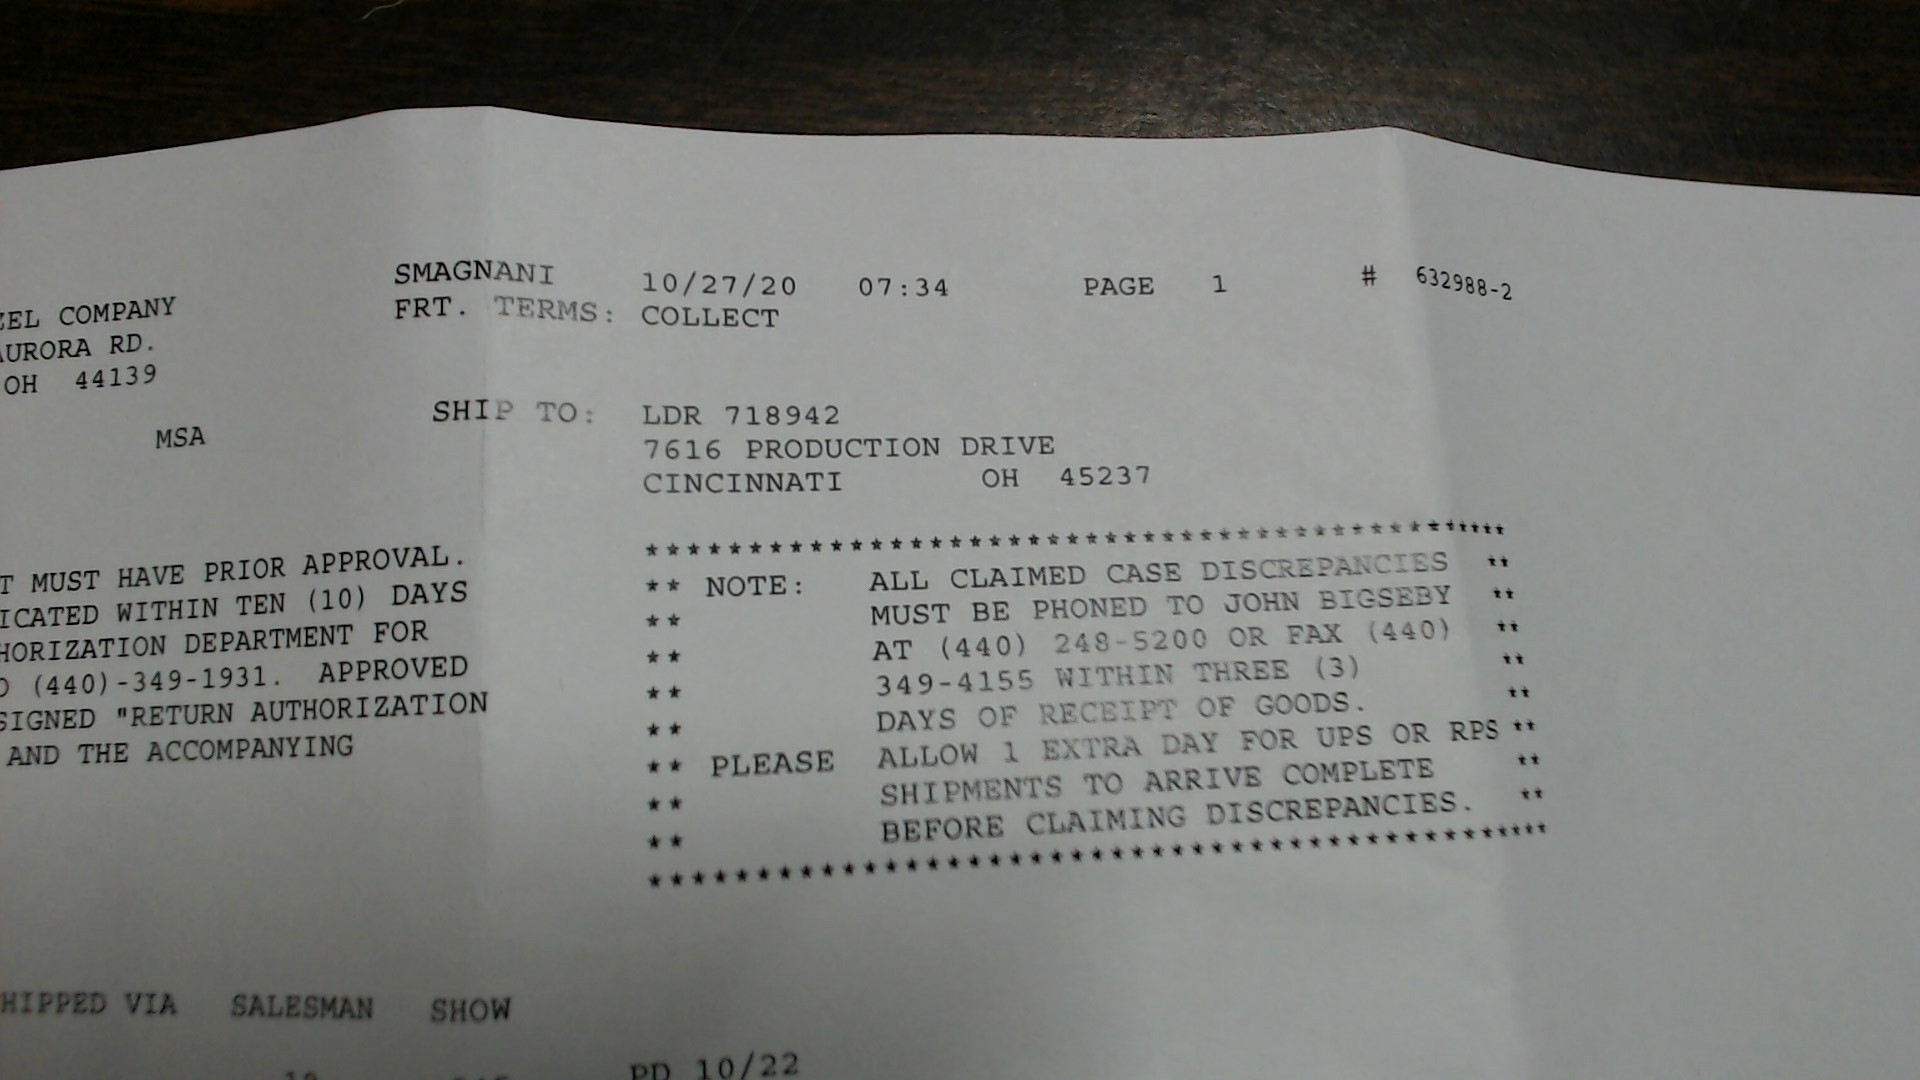 SMAGNANI 10/27/20 07:34 PAGE 1 # 632988-2
FRT. TERMS: COLLECT
ZEL COMPANY
AURORA RD.
OH 44139
MSA
SHIP TO: LDR 718942
7616 PRODUCTION DRIVE
CINCINNATI OH 45237
T MUST HAVE PRIOR APPROVAL.
ICATED WITHIN TEN (10) DAYS
HORIZATION DEPARTMENT FOR
O (440)-349-1931. APPROVED
SIGNED "RETURN AUTHORIZATION
AND THE ACCOMPANYING
******************************************
** NOTE: ALL CLAIMED CASE DISCREPANCIES **
** MUST BE PHONED TO JOHN BIGSEBY **
** AT (440) 248-5200 OR FAX (440) **
** 349-4155 WITHIN THREE (3) **
** DAYS OF RECEIPT OF GOODS. **
** PLEASE ALLOW 1 EXTRA DAY FOR UPS OR RPS **
** SHIPMENTS TO ARRIVE COMPLETE **
** BEFORE CLAIMING DISCREPANCIES. **
******************************************
HIPPED VIA SALESMAN SHOW
PD 10/22